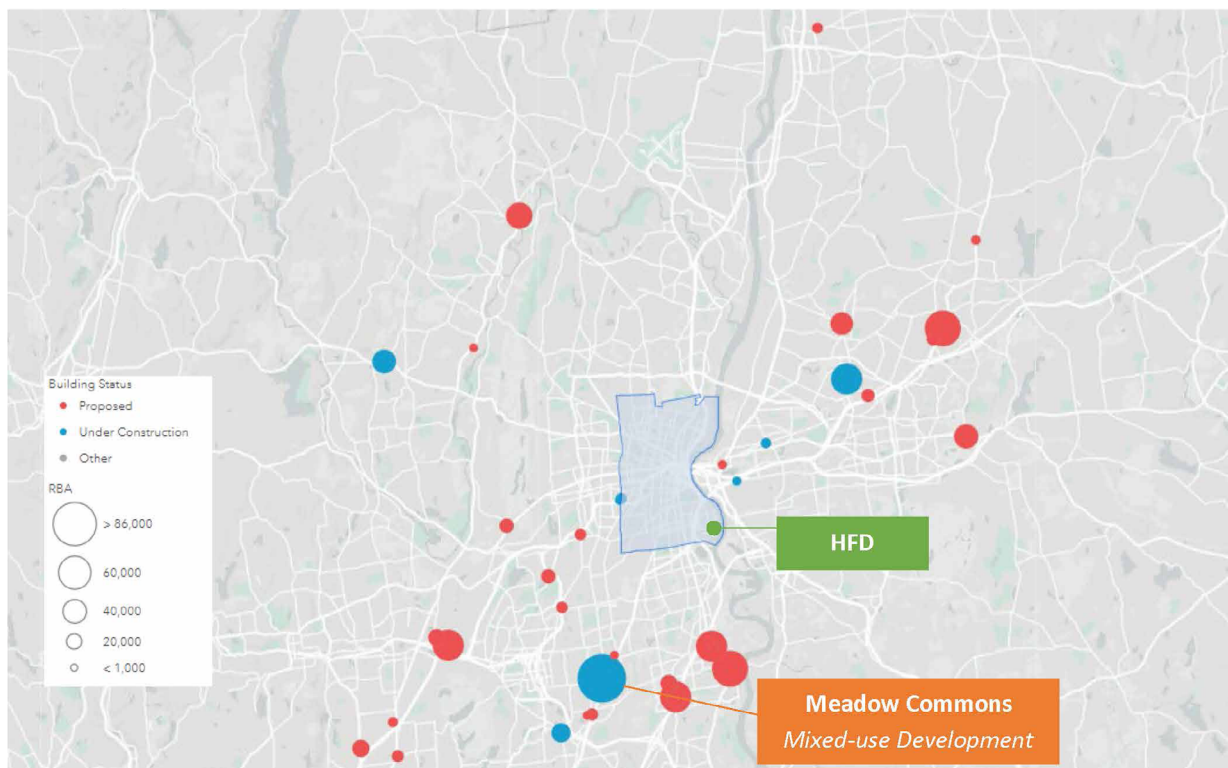 Building Status
Proposed
Under Construction
Other
RBA
> 86,000
60,000
40,000
20,000
< 1,000
HFD
Meadow Commons
Mixed-use Development